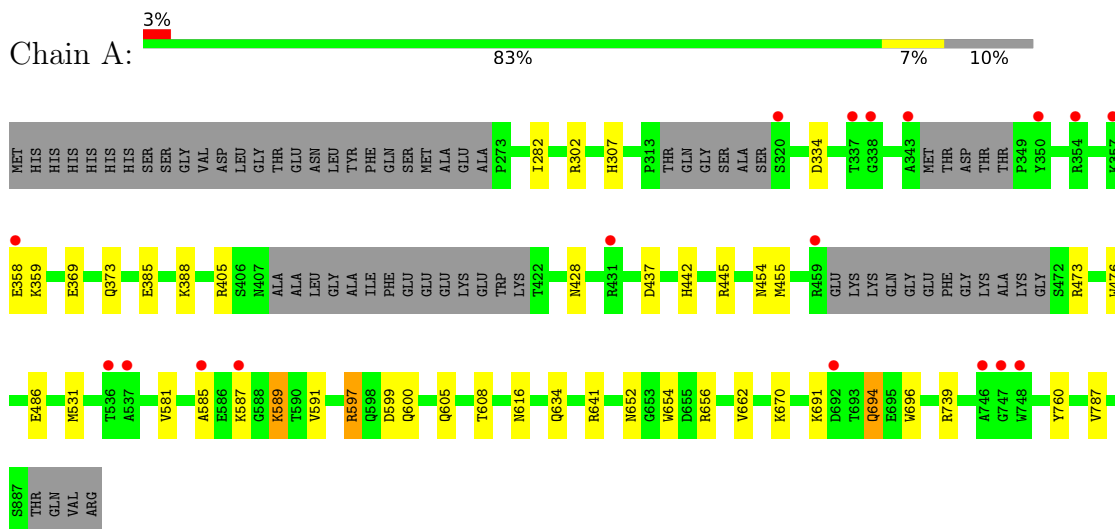 3%
Chain A:
83% 7% 10%
MET HIS HIS HIS HIS HIS HIS SER SER GLY VAL ASP LEU GLY THR GLU ASN LEU TYR PHE GLN SER MET ALA GLU ALA P273 I282 R302 H307 P313 THR GLN GLY SER ALA SER S320 D334 T337 G338 A343 MET THR ASP THR THR P349 Y350 R354 K357
E358 K359 E369 Q373 E385 K388 R405 S406 N407 ALA ALA LEU GLY ALA ILE PHE GLU GLU GLU LYS GLU TRP LYS T422 N428 R431 D437 H442 R445 N454 M455 R459 GLU LYS LYS GLN GLY GLU PHE GLY LYS ALA LYS GLY S472 R473 W476
E486 M531 T536 A537 V581 A585 E586 K587 G588 K589 T590 V591 R597 Q598 D599 Q600 Q605 T608 N616 Q634 R641 N652 G653 W654 D655 R656 V662 K670 K691 D692 T693 Q694 E695 W696 R739 A746 G747 W748 Y760 V787
S887 THR GLN VAL ARG